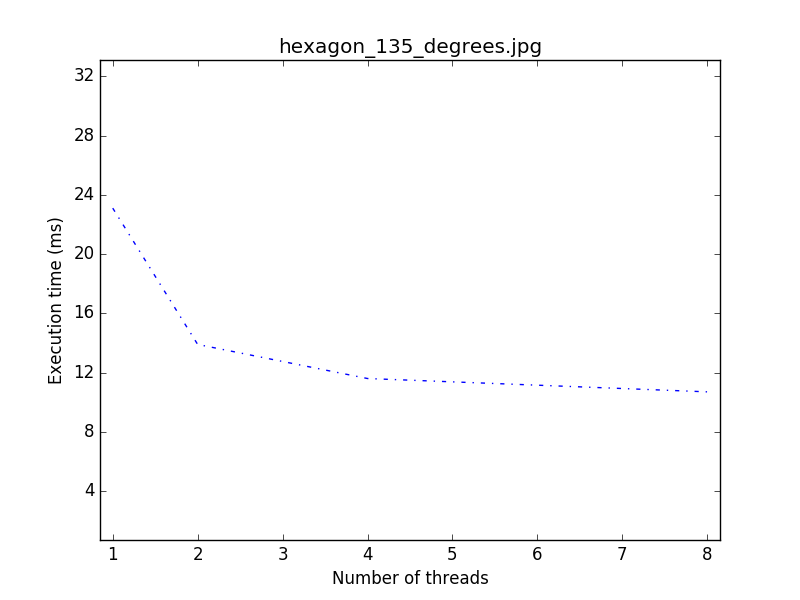 hexagon_135_degrees.jpg
32
28
24
20
16
12
8
4
Execution time (ms)
1 2 3 4 5 6 7 8
Number of threads